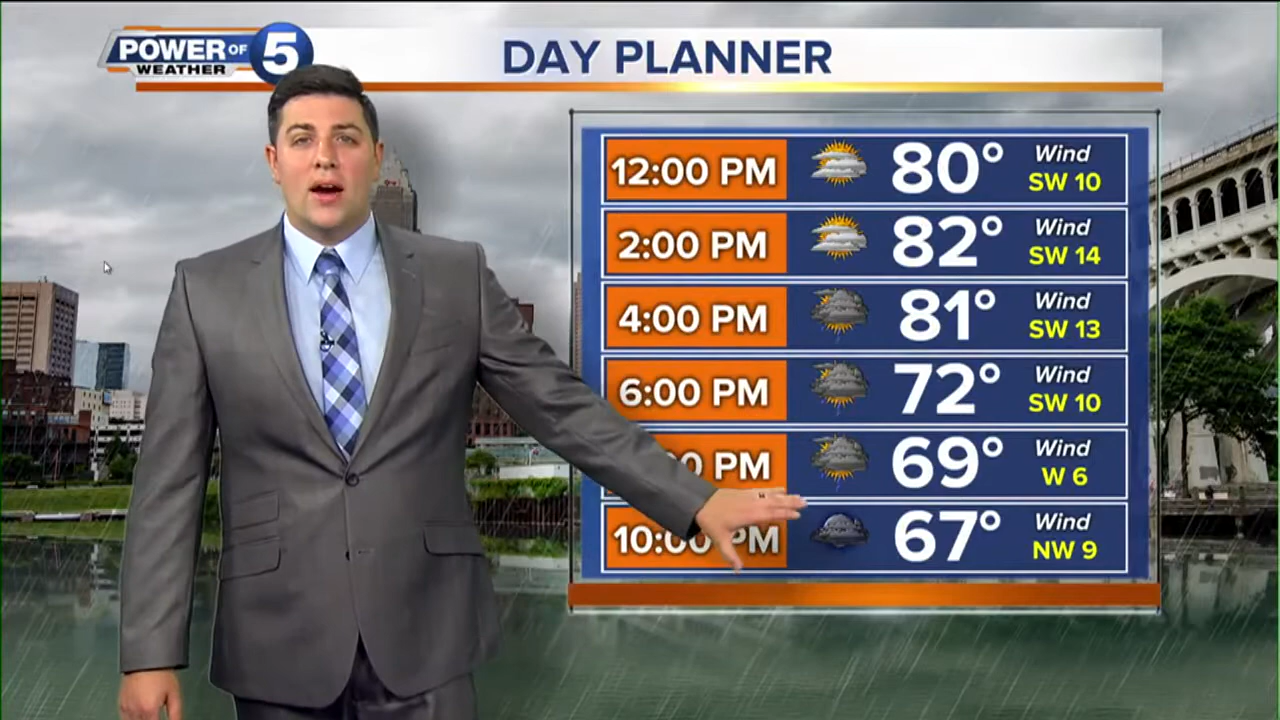 POWER OF 5
WEATHER
DAY PLANNER
12:00 PM 80° Wind
SW 10
2:00 PM 82° Wind
SW 14
4:00 PM 81° Wind
SW 13
6:00 PM 72° Wind
SW 10
PM 69° Wind
W 6
10:00 PM 67° Wind
NW 9